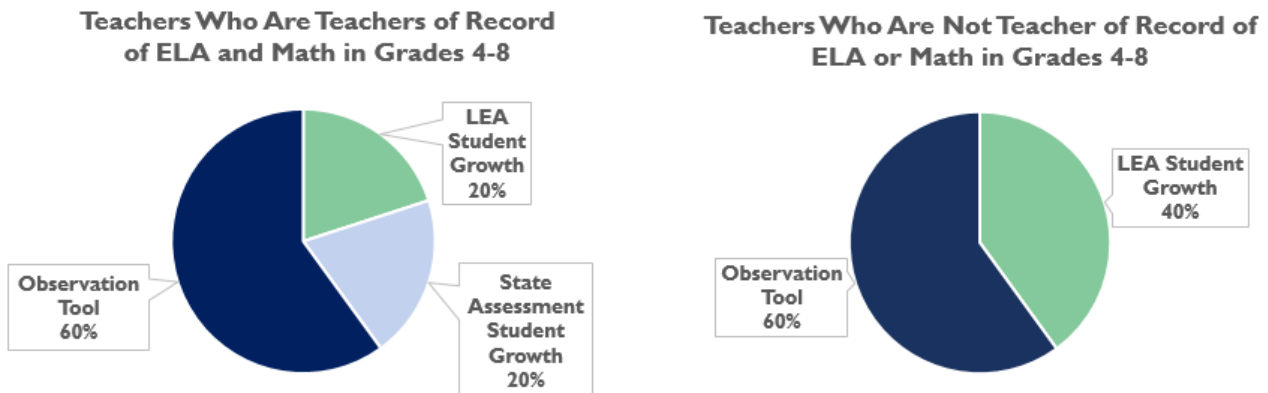 Teachers Who Are Teachers of Record
of ELA and Math in Grades 4-8
LEA
Student
Growth
20%
State
Assessment
Student
Growth
20%
Observation
Tool
60%
Teachers Who Are Not Teacher of Record of
ELA or Math in Grades 4-8
LEA Student
Growth
40%
Observation
Tool
60%